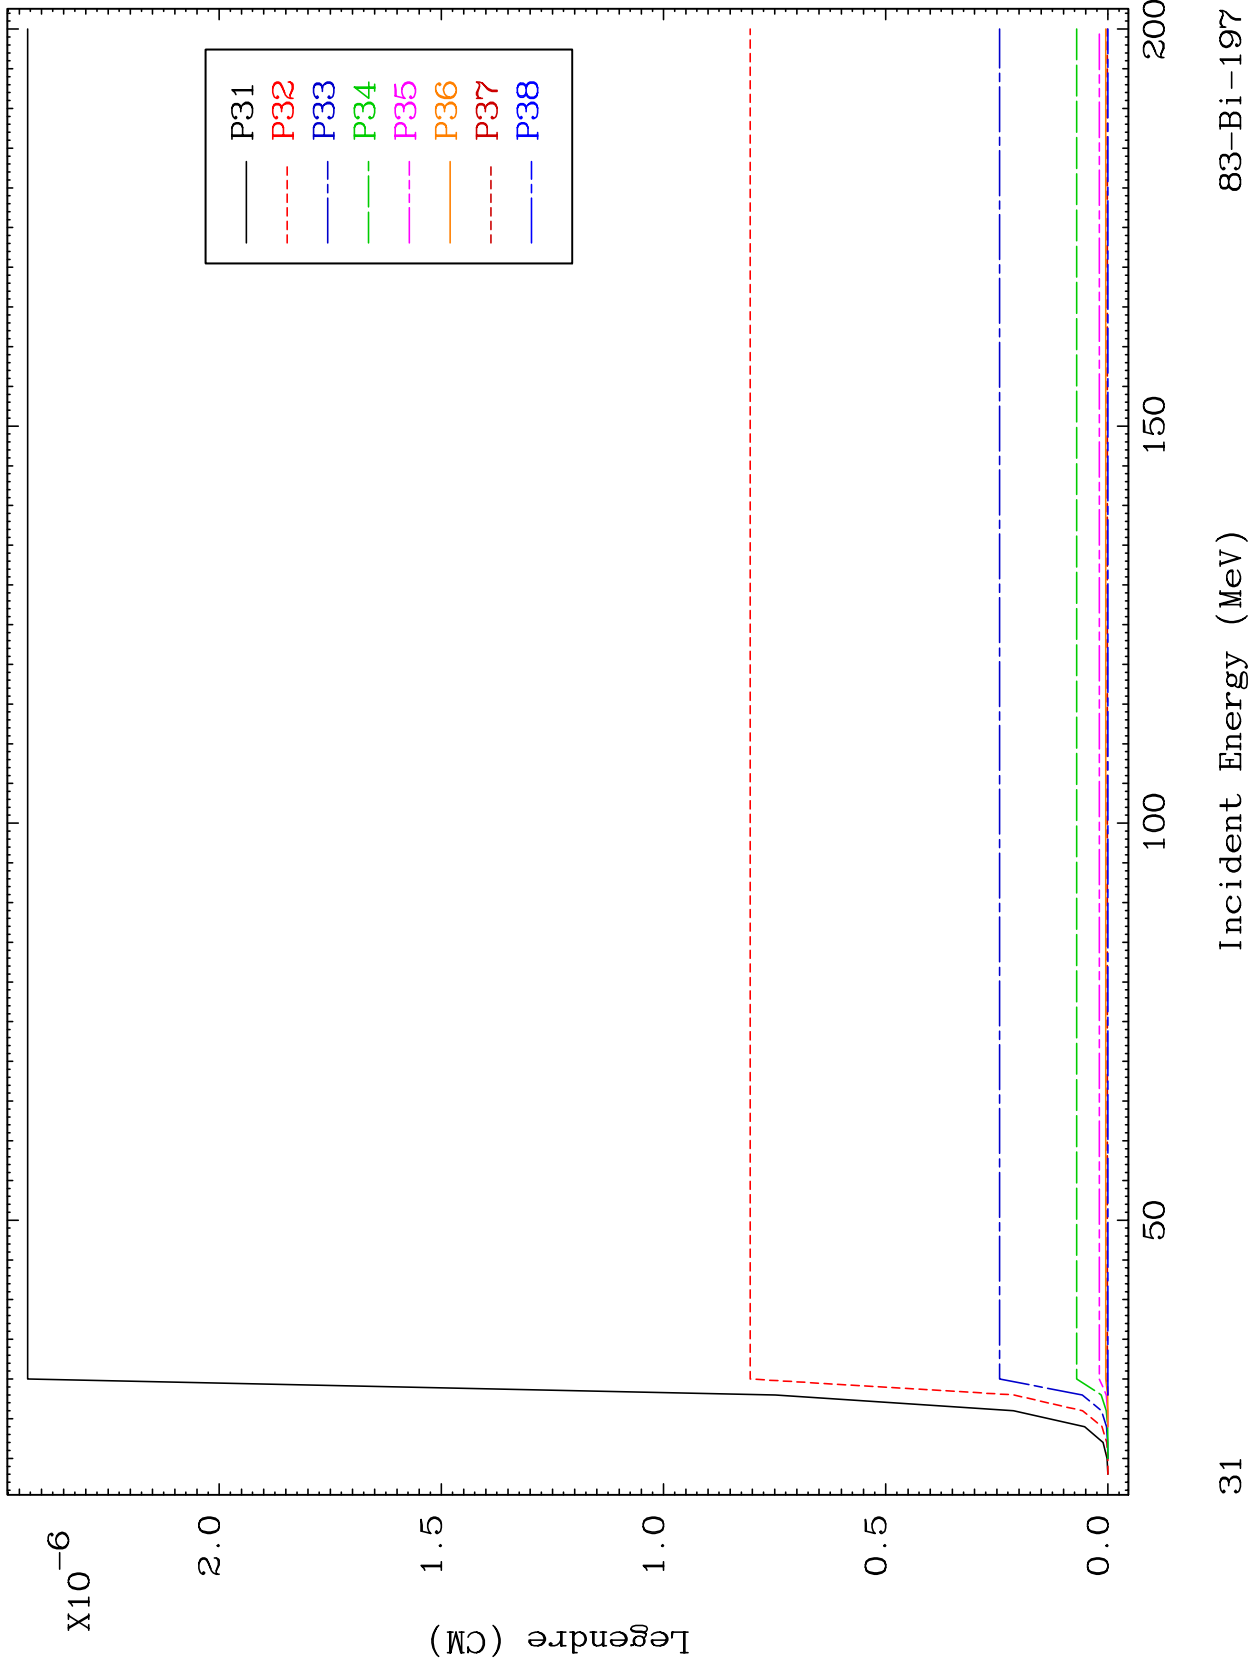 X10-6
2.0
1.5
1.0
0.5
0.0
Legendre (CM)
P31
P32
P33
P34
P35
P36
P37
P38
50
100
150
200
Incident Energy (MeV)
31
83-Bi-197